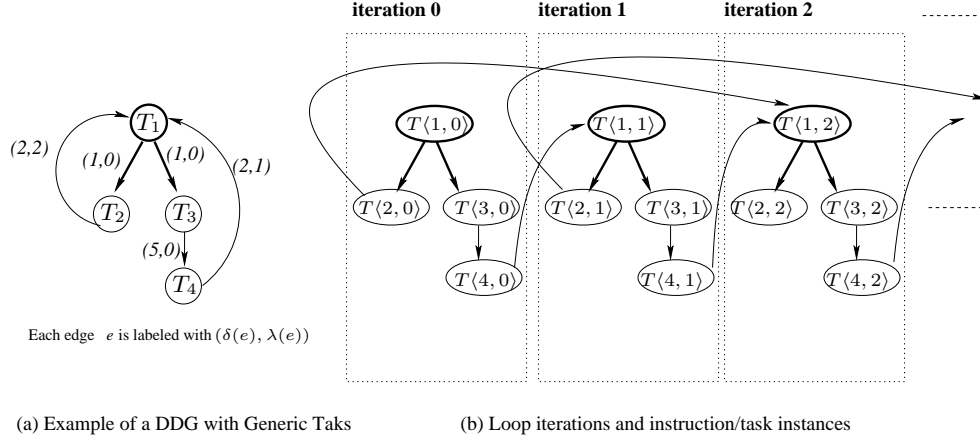 iteration 0 iteration 1 iteration 2
T₁
(2,2) (1,0) (1,0) (2,1)
T₂ T₃
(5,0)
T₄
Each edge e is labeled with (δ(e), λ(e))
T⟨1, 0⟩ T⟨1, 1⟩ T⟨1, 2⟩
T⟨2, 0⟩ T⟨3, 0⟩ T⟨2, 1⟩ T⟨3, 1⟩ T⟨2, 2⟩ T⟨3, 2⟩
T⟨4, 0⟩ T⟨4, 1⟩ T⟨4, 2⟩
(a) Example of a DDG with Generic Taks
(b) Loop iterations and instruction/task instances